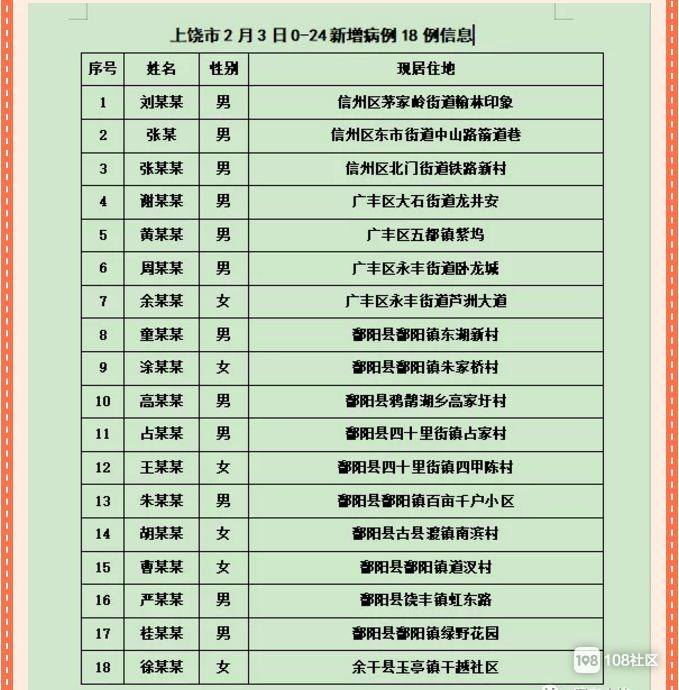 上饶市2月3日0-24新增病例18例信息
序号 姓名 性别 现居住地
1 刘某某 男 信州区茅家岭街道翰林印象
2 张某 男 信州区东市街道中山路箭道巷
3 张某某 男 信州区北门街道铁路新村
4 谢某某 男 广丰区大石街道龙井安
5 黄某某 男 广丰区五都镇紫坞
6 周某某 男 广丰区永丰街道卧龙城
7 余某某 女 广丰区永丰街道芦洲大道
8 童某某 男 鄱阳县鄱阳镇东湖新村
9 涂某某 女 鄱阳县鄱阳镇朱家桥村
10 高某某 男 鄱阳县鸦鹊湖乡高家圩村
11 占某某 男 鄱阳县四十里街镇占家村
12 王某某 女 鄱阳县四十里街镇四甲陈村
13 朱某某 男 鄱阳县鄱阳镇百亩千户小区
14 胡某某 女 鄱阳县古县渡镇南滨村
15 曹某某 女 鄱阳县鄱阳镇道汊村
16 严某某 男 鄱阳县饶丰镇虹东路
17 桂某某 男 鄱阳县鄱阳镇绿野花园
18 徐某某 女 余干县玉亭镇干越社区
108 108社区